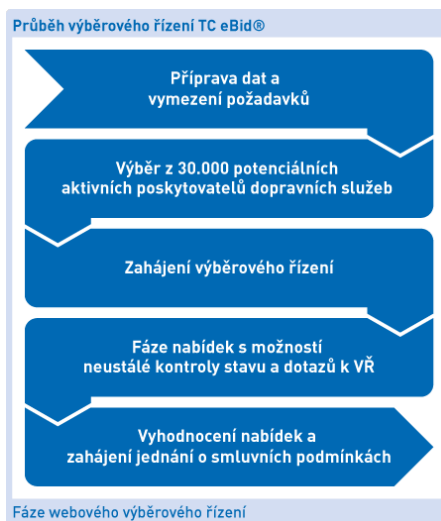 Průběh výběrového řízení TC eBid®
Příprava dat a
vymezení požadavků
Výběr z 30.000 potenciálních
aktivních poskytovatelů dopravních služeb
Zahájení výběrového řízení
Fáze nabídek s možností
neustálé kontroly stavu a dotazů k VŘ
Vyhodnocení nabídek a
zahájení jednání o smluvních podmínkách
Fáze webového výběrového řízení